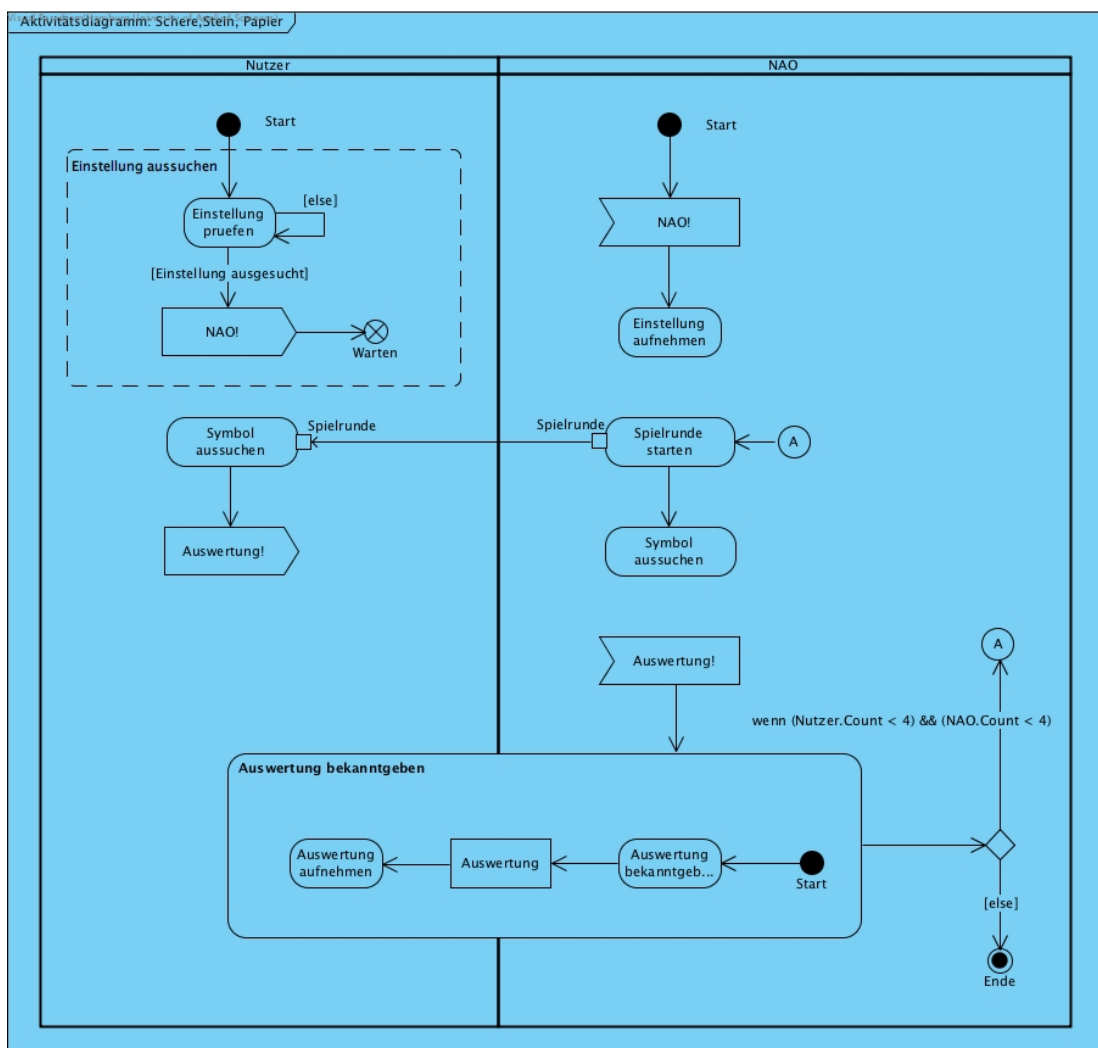 Aktivitätsdiagramm: Schere,Stein, Papier
Nutzer
NAO
Start
Start
Einstellung aussuchen
Einstellung
pruefen
[else]
NAO!
[Einstellung ausgesucht]
NAO!
Warten
Einstellung
aufnehmen
Symbol
aussuchen
Spielrunde
Spielrunde
Spielrunde
starten
A
Auswertung!
Symbol
aussuchen
Auswertung!
A
wenn (Nutzer.Count < 4) && (NAO.Count < 4)
Auswertung bekanntgeben
Auswertung
aufnehmen
Auswertung
Auswertung
bekanntgeb...
Start
[else]
Ende